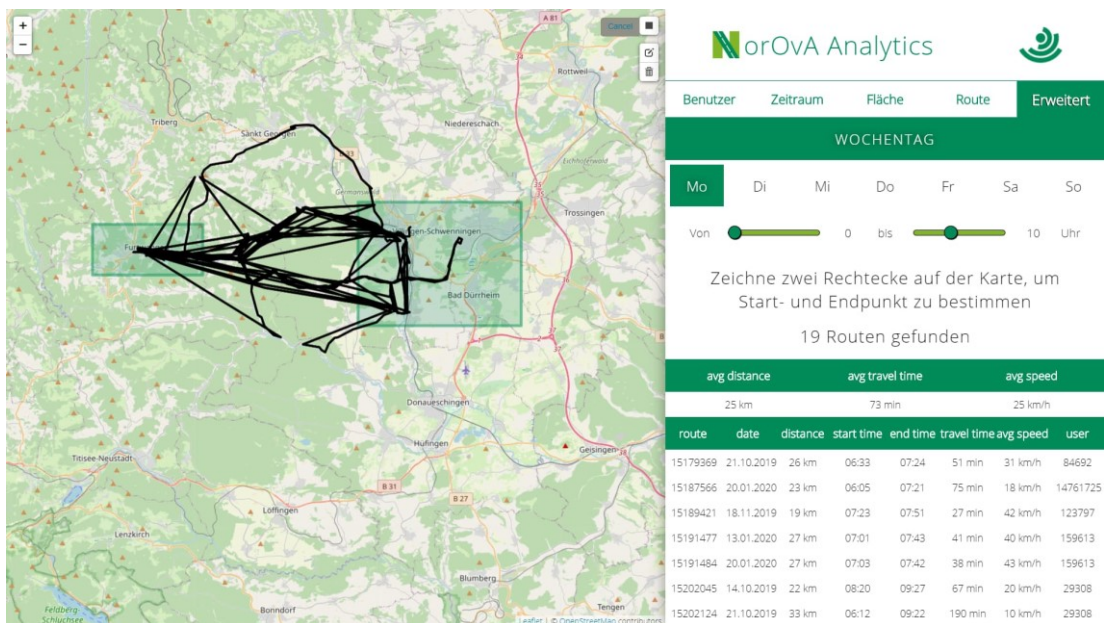 +
−
Cancel
A 81
34
Rottweil
Triberg
Sankt Georgen
Niedereschach
B 33
Eichhofwald
35
Germanswald
Trossingen
Bad Dürrheim
36
37
Donaueschingen
Hüfingen
Geisingen
38
Titisee-Neustadt
B 31
B 27
Löffingen
Lenzkirch
Blumberg
Feldberg
Schluchsee
Bonndorf
Tengen
Leaflet | © OpenStreetMap contributors
NorOvA Analytics
Benutzer Zeitraum Fläche Route Erweitert
WOCHENTAG
Mo Di Mi Do Fr Sa So
Von 0 bis 10 Uhr
Zeichne zwei Rechtecke auf der Karte, um
Start- und Endpunkt zu bestimmen
19 Routen gefunden
avg distance avg travel time avg speed
25 km 73 min 25 km/h
route date distance start time end time travel time avg speed user
15179369 21.10.2019 26 km 06:33 07:24 51 min 31 km/h 84692
15187566 20.01.2020 23 km 06:05 07:21 75 min 18 km/h 14761725
15189421 18.11.2019 19 km 07:23 07:51 27 min 42 km/h 123797
15191477 13.01.2020 27 km 07:01 07:43 41 min 40 km/h 159613
15191484 20.01.2020 27 km 07:03 07:42 38 min 43 km/h 159613
15202045 14.10.2019 22 km 08:20 09:27 67 min 20 km/h 29308
15202124 21.10.2019 33 km 06:12 09:22 190 min 10 km/h 29308